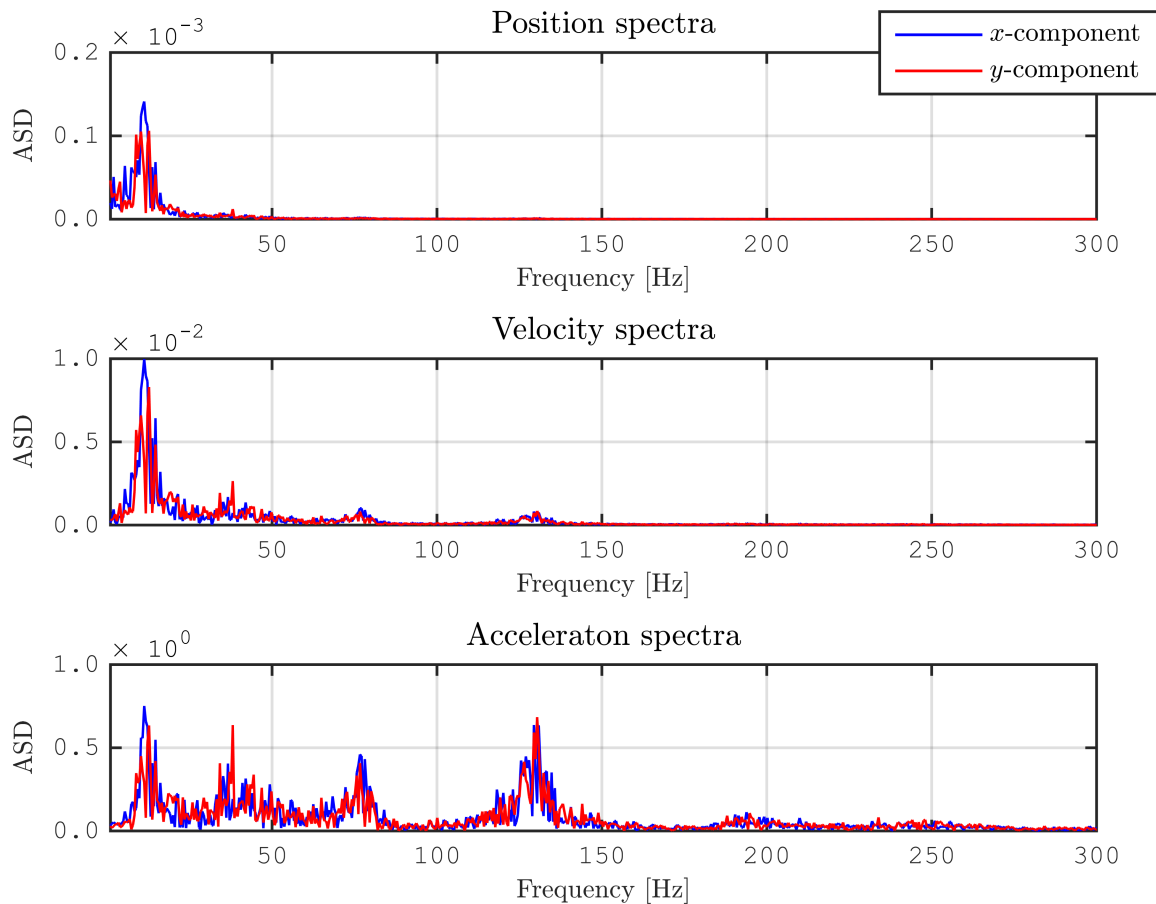 Position spectra
x-component
y-component
× 10⁻³
0.2
0.1
0.0
ASD
50 100 150 200 250 300
Frequency [Hz]
Velocity spectra
× 10⁻²
1.0
0.5
0.0
ASD
50 100 150 200 250 300
Frequency [Hz]
Acceleraton spectra
× 10⁰
1.0
0.5
0.0
ASD
50 100 150 200 250 300
Frequency [Hz]